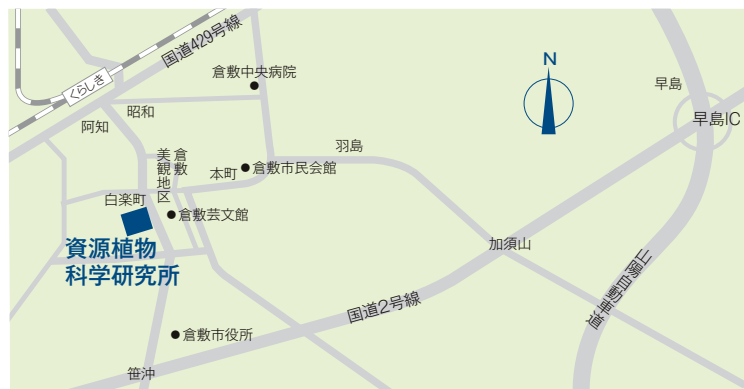 国道429号線
くらしき
倉敷中央病院
昭和
阿知
N
早島
早島IC
羽島
倉敷
美観地区
本町
倉敷市民会館
白楽町
倉敷芸文館
資源植物
科学研究所
加須山
山陽自動車道
国道2号線
倉敷市役所
笹沖